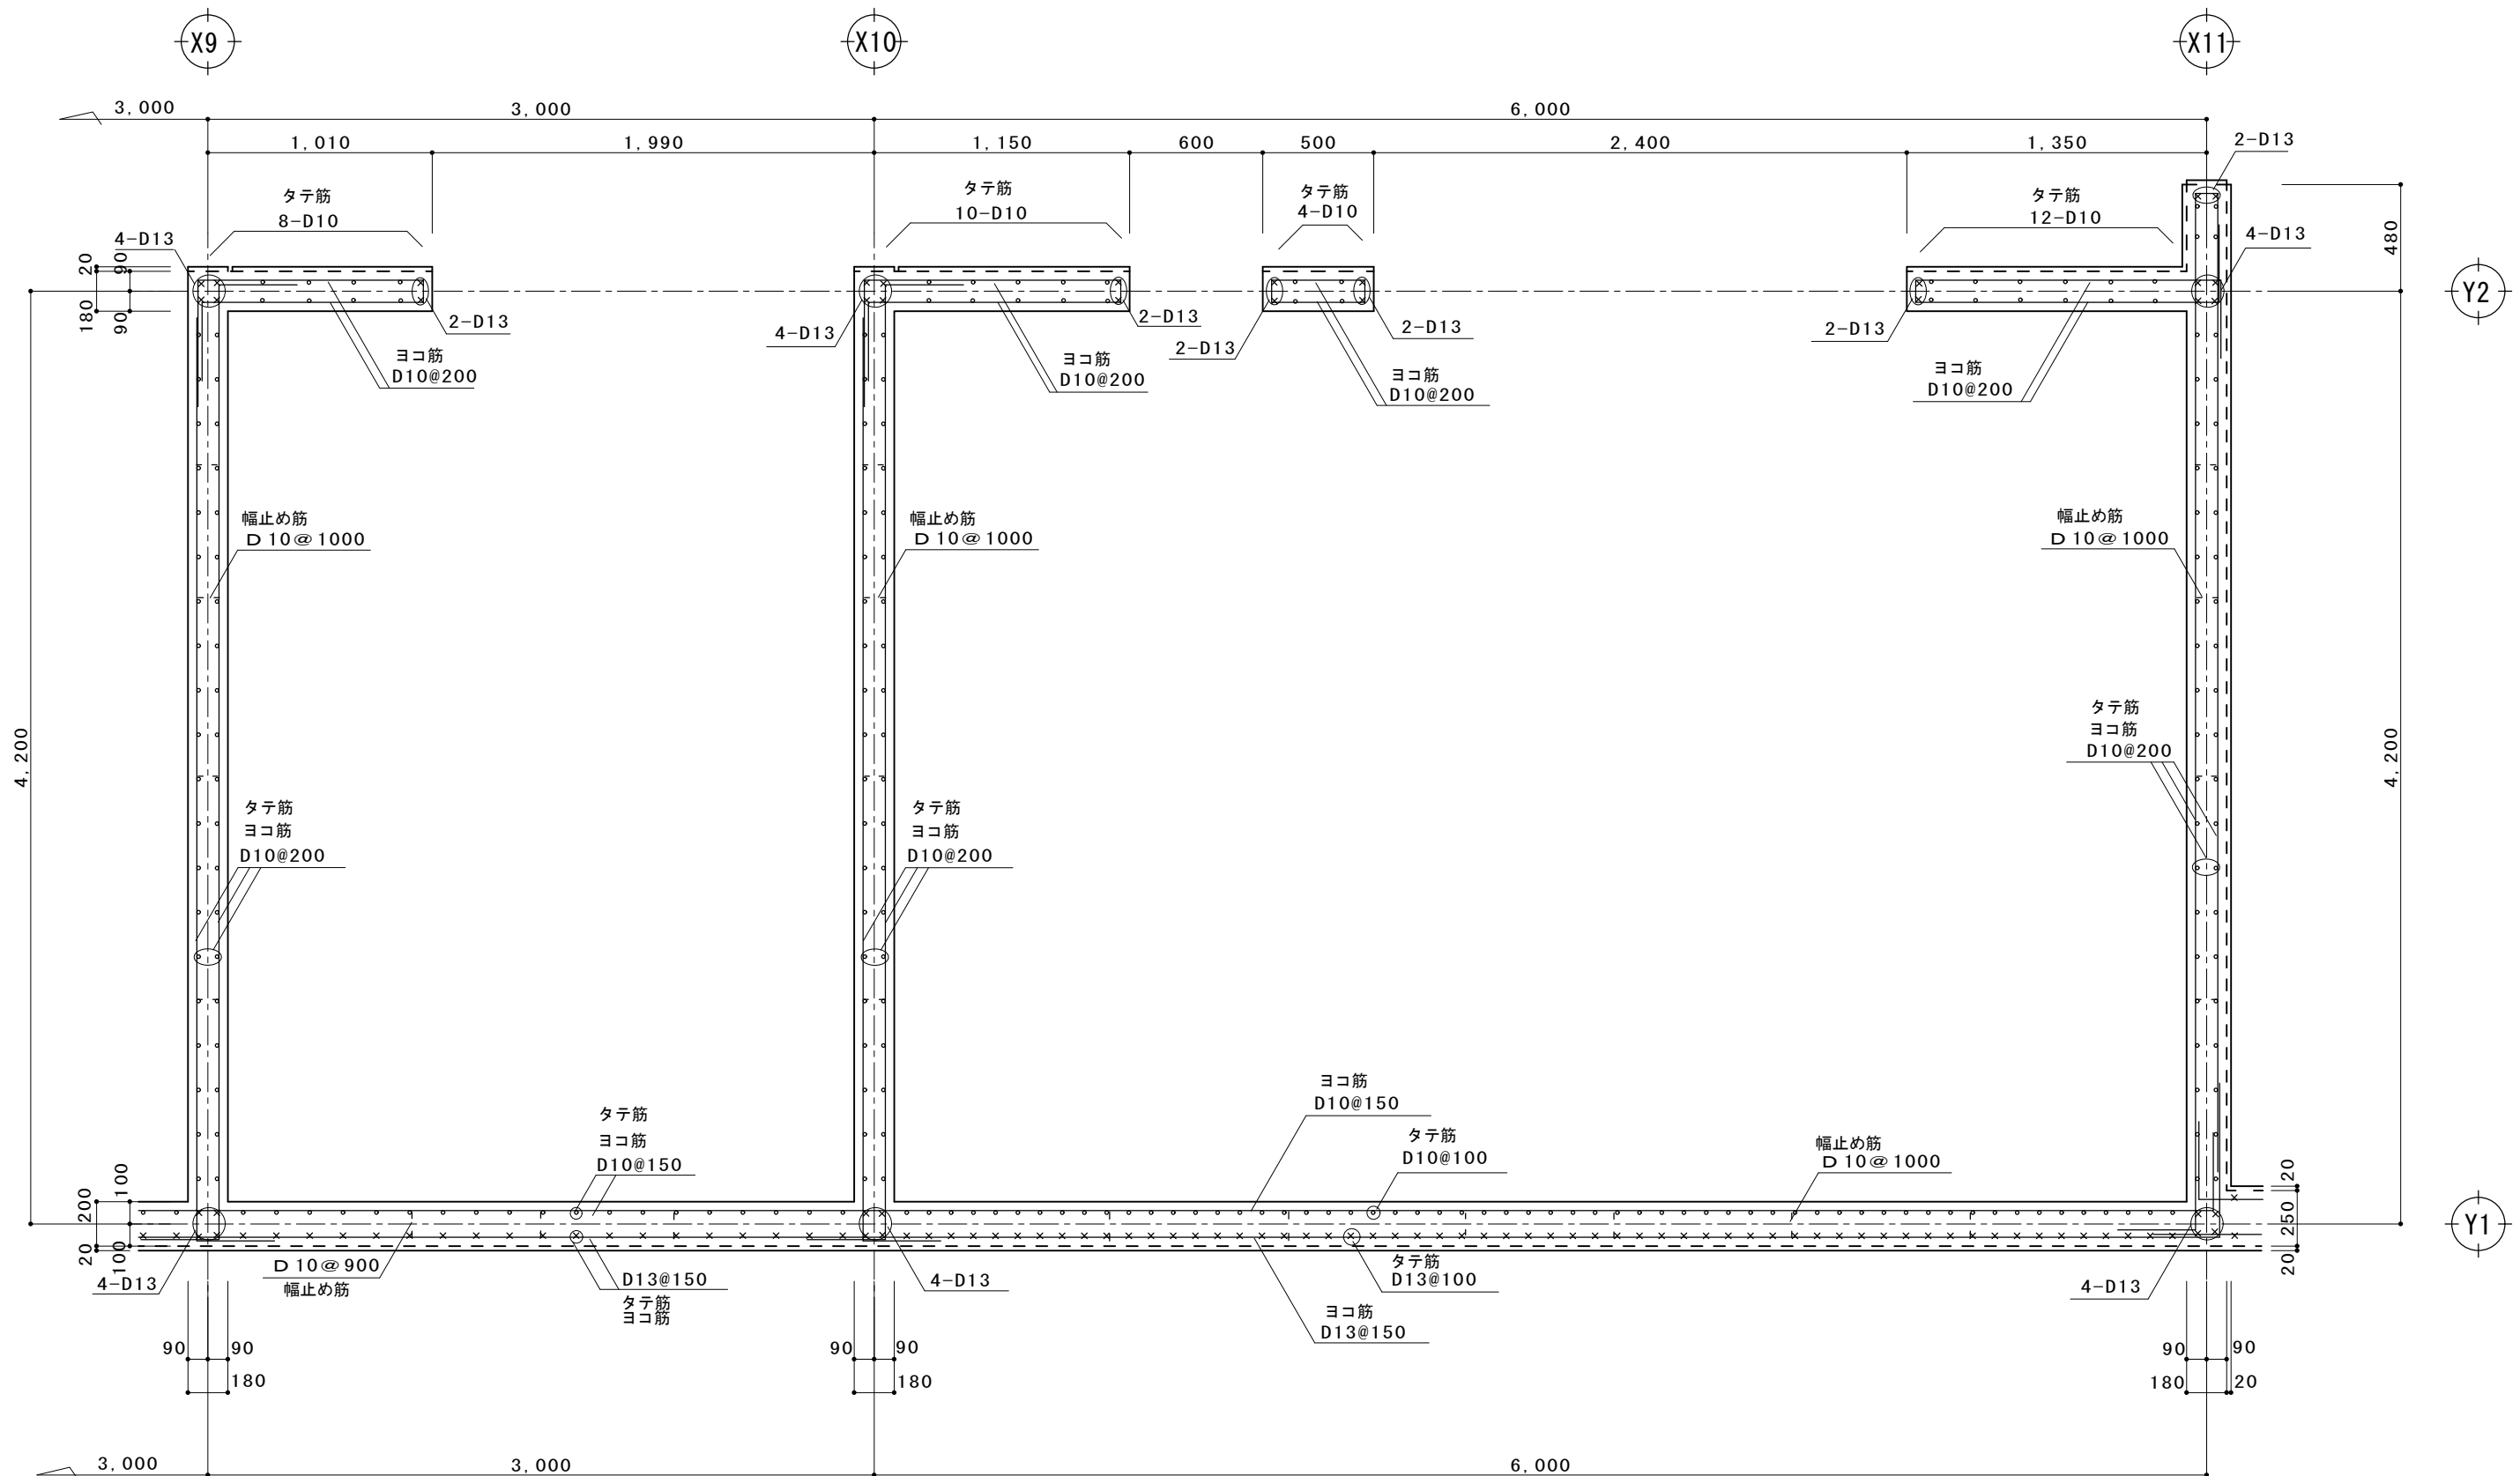 X9
X10
X11
3,000
3,000
6,000
1,010
1,990
1,150
600
500
2,400
1,350
2-D13
タテ筋
8-D10
タテ筋
10-D10
タテ筋
4-D10
タテ筋
12-D10
4-D13
4-D13
480
20
90
180
90
Y2
2-D13
4-D13
2-D13
2-D13
2-D13
2-D13
ヨコ筋
D10@200
ヨコ筋
D10@200
ヨコ筋
D10@200
ヨコ筋
D10@200
幅止め筋
D 10@1000
幅止め筋
D 10@1000
幅止め筋
D 10@1000
4,200
4,200
タテ筋
ヨコ筋
D10@200
タテ筋
ヨコ筋
D10@200
タテ筋
ヨコ筋
D10@200
タテ筋
ヨコ筋
D10@150
ヨコ筋
D10@150
タテ筋
D10@100
幅止め筋
D 10@1000
100
200
20
100
20
250
20
Y1
4-D13
D 10@900
幅止め筋
D13@150
タテ筋
ヨコ筋
4-D13
タテ筋
D13@100
ヨコ筋
D13@150
4-D13
90
90
180
90
90
180
90
90
180
20
3,000
3,000
6,000